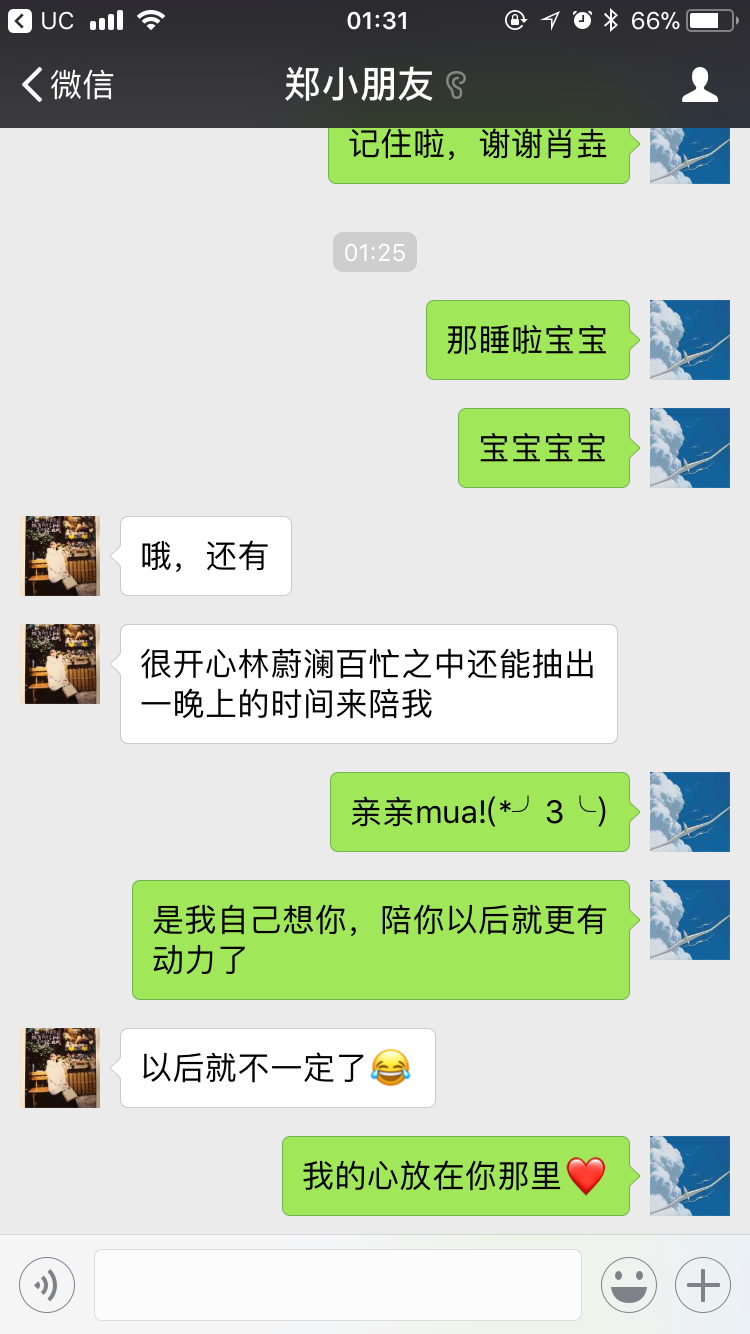 UC 01:31 66%
微信 郑小朋友
记住啦，谢谢肖垚
01:25
那睡啦宝宝
宝宝宝宝
哦，还有
很开心林蔚澜百忙之中还能抽出
一晚上的时间来陪我
亲亲mua!(*╯3╰)
是我自己想你，陪你以后就更有
动力了
以后就不一定了😂
我的心放在你那里❤️